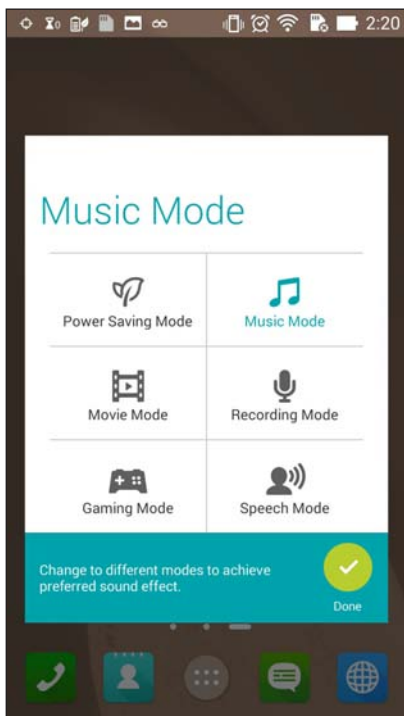 2:20
Music Mode
Power Saving Mode
Music Mode
Movie Mode
Recording Mode
Gaming Mode
Speech Mode
Change to different modes to achieve
preferred sound effect.
Done